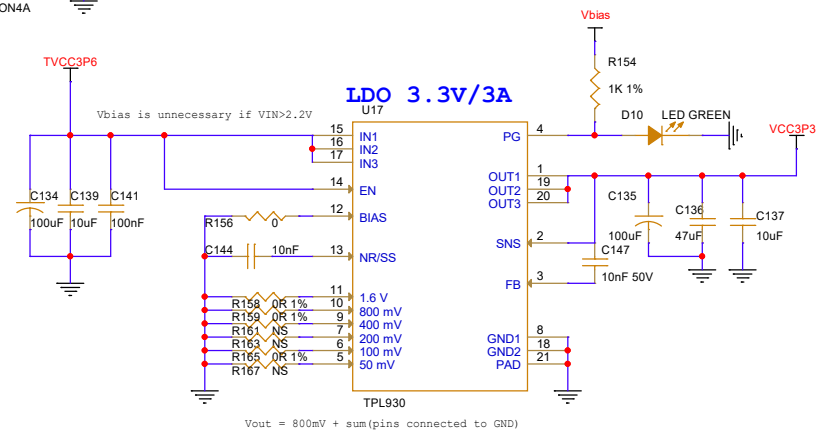 ON4A
Vbias
TVCC3P6
R154
1K 1%
LDO 3.3V/3A
U17
Vbias is unnecessary if VIN>2.2V
D10 LED GREEN
VCC3P3
15 IN1
16 IN2
17 IN3
PG 4
14 EN
OUT1 1
OUT2 19
OUT3 20
C134 C139 C141
100uF 10uF 100nF
12 BIAS
R156 0
C135
100uF
C136
47uF
C137
10uF
SNS 2
C144 10nF 13 NR/SS
C147
10nF 50V
FB 3
11 1.6 V
R158 0R 1% 10 800 mV
R159 0R 1% 9 400 mV
R161 NS 7 200 mV
R163 NS 6 100 mV
R165 0R 1% 5 50 mV
R167 NS
GND1 8
GND2 18
PAD 21
TPL930
Vout = 800mV + sum(pins connected to GND)